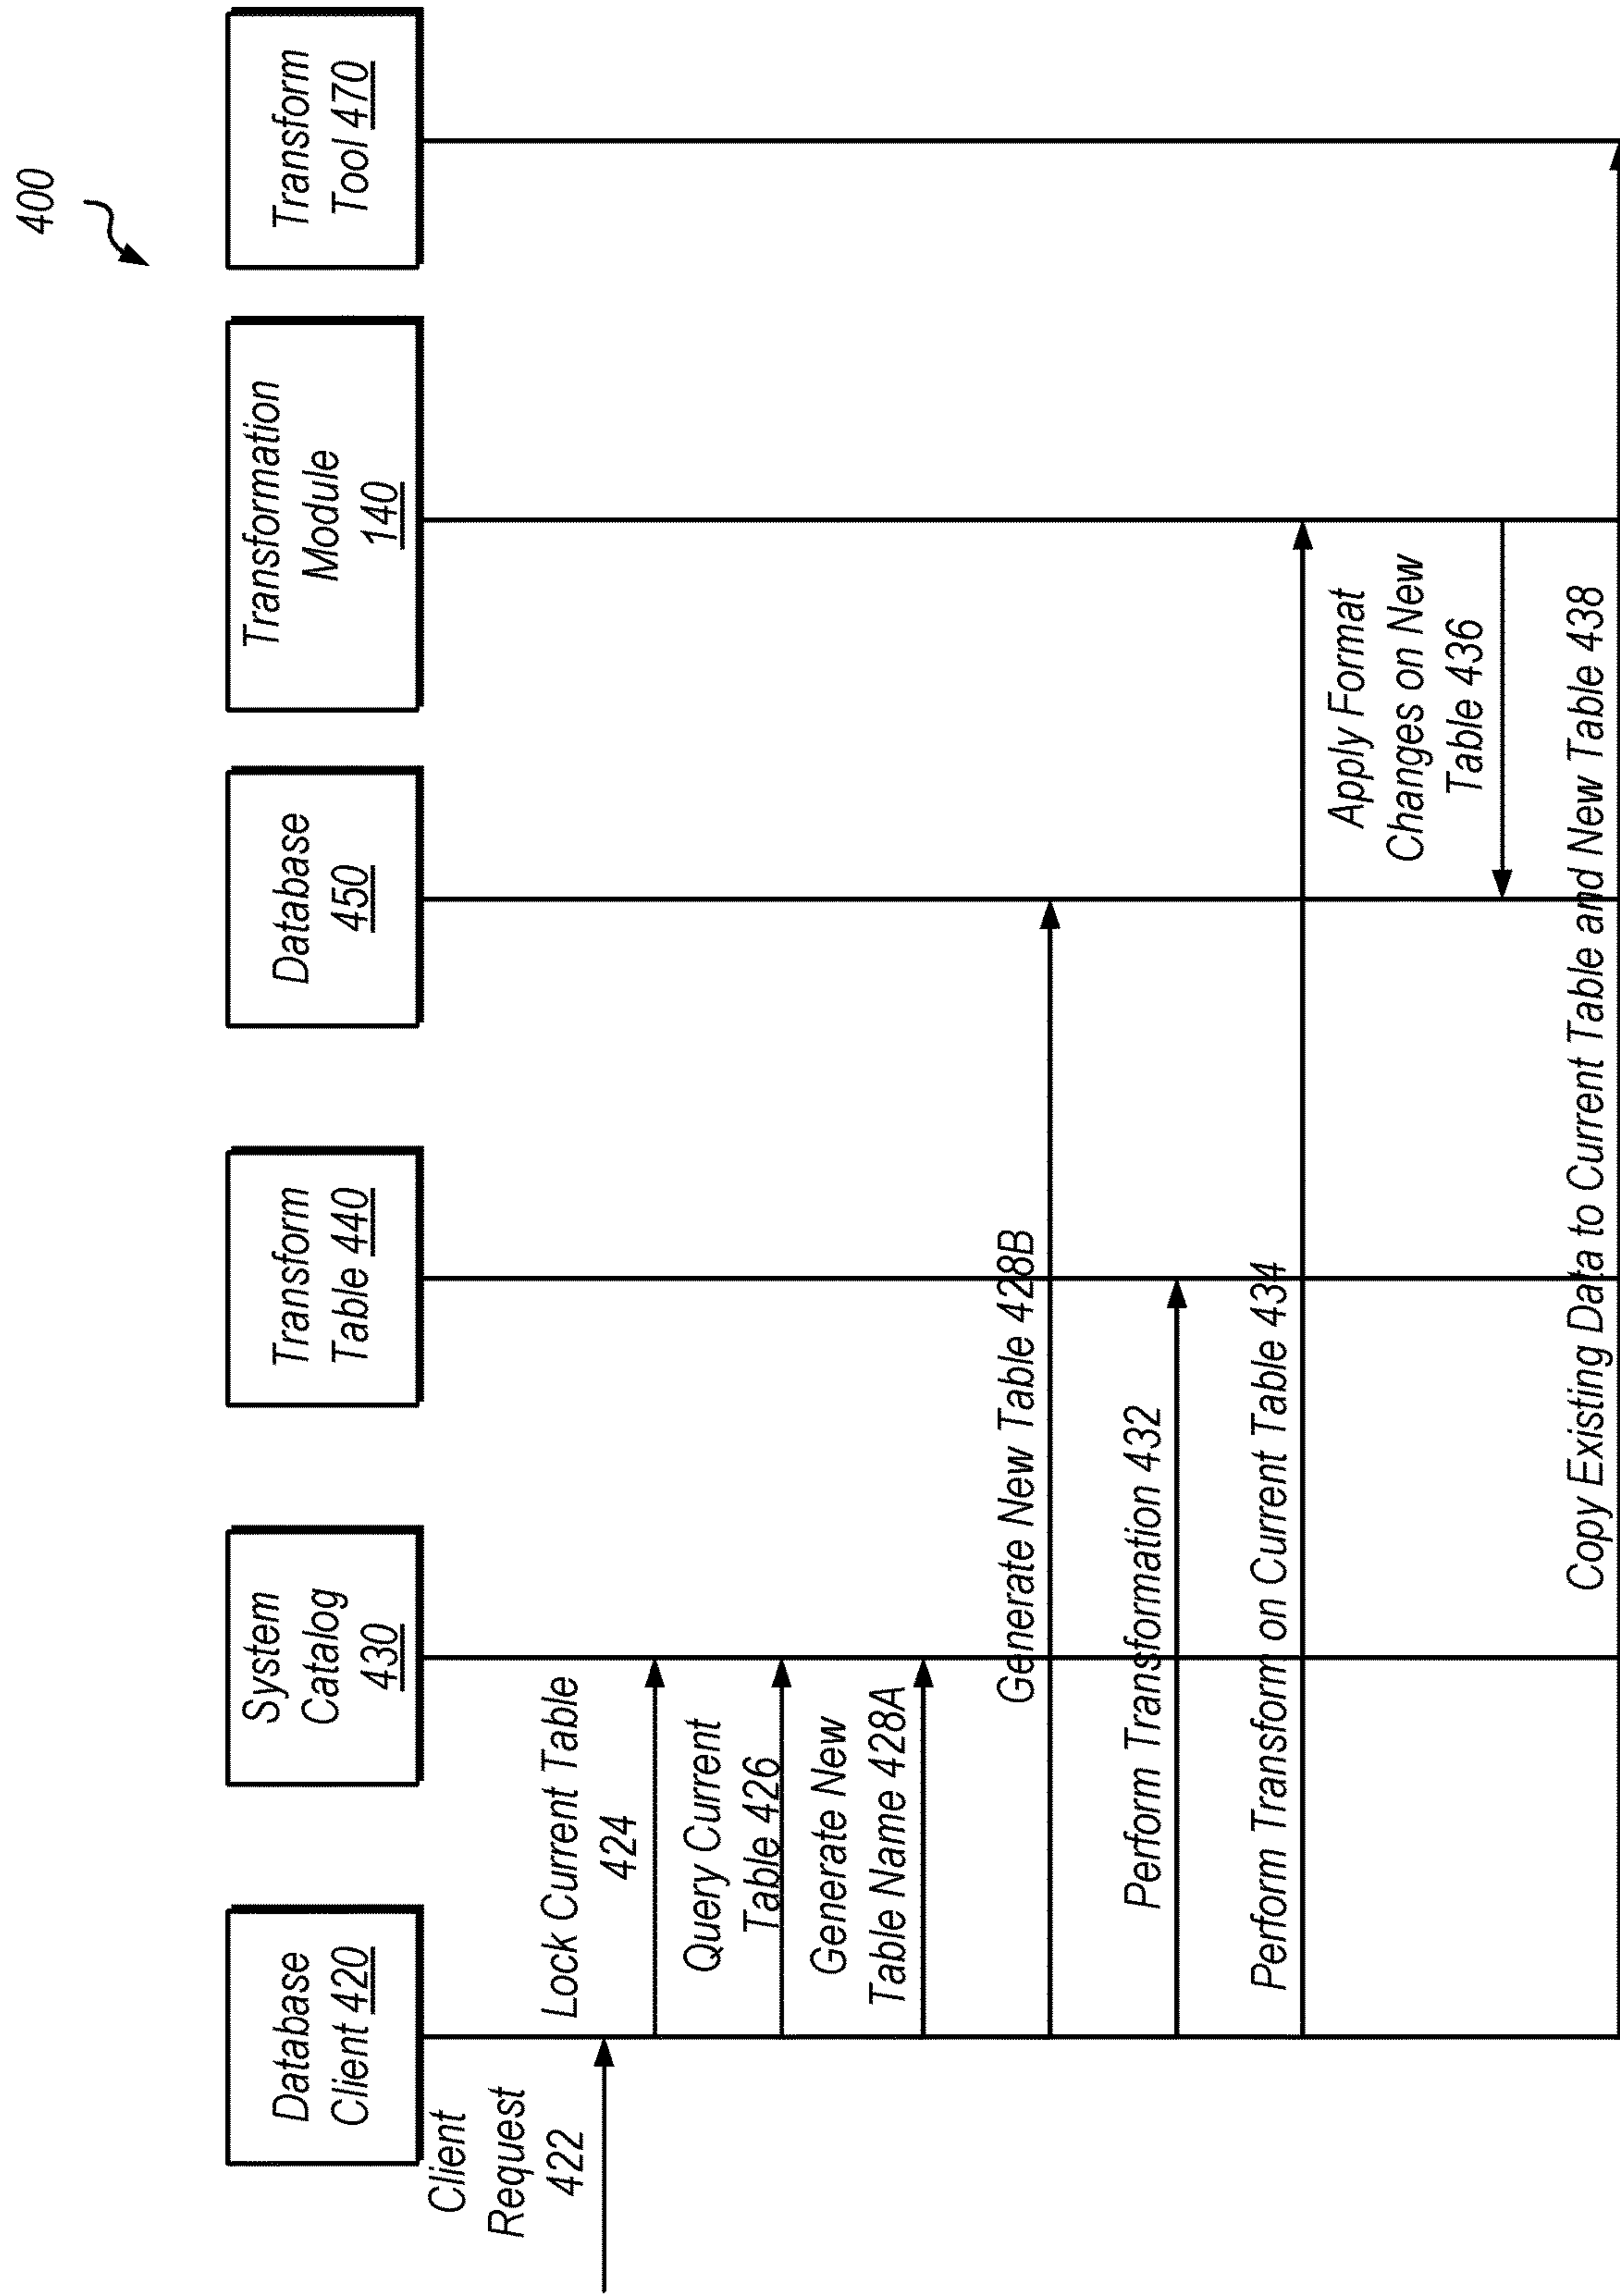 400
Database
Client 420
System
Catalog
430
Transform
Table 440
Database
450
Transformation
Module
140
Transform
Tool 470
Client
Request
422
Lock Current Table
424
Query Current
Table 426
Generate New
Table Name 428A
Generate New Table 428B
Perform Transformation 432
Perform Transform on Current Table 434
Apply Format
Changes on New
Table 436
Copy Existing Data to Current Table and New Table 438